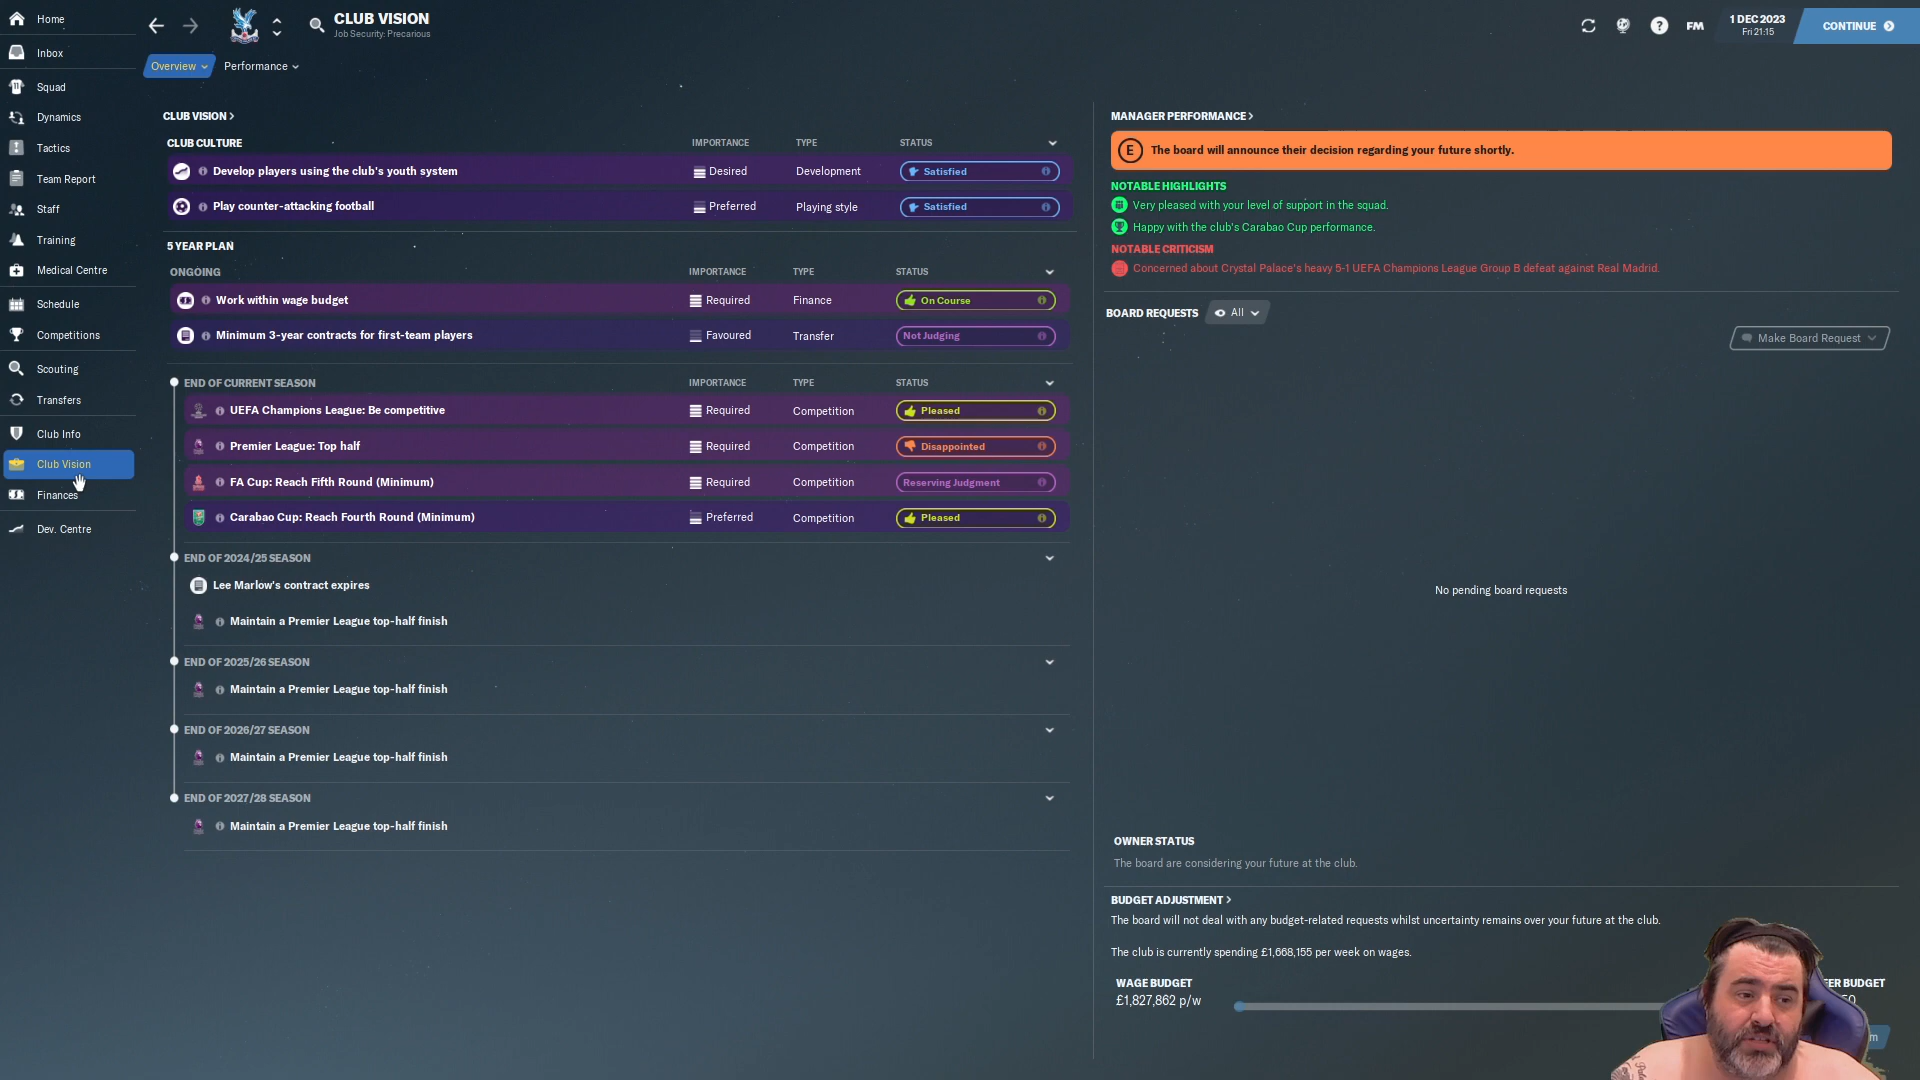 Home
Inbox
Squad
Dynamics
Tactics
Team Report
Staff
Training
Medical Centre
Schedule
Competitions
Scouting
Transfers
Club Info
Club Vision
Finances
Dev. Centre
CLUB VISION
Job Security: Precarious
FM
1 DEC 2023
Fri 21:15
CONTINUE
Overview
Performance
CLUB VISION >
CLUB CULTURE IMPORTANCE TYPE STATUS
Develop players using the club's youth system Desired Development Satisfied
Play counter-attacking football Preferred Playing style Satisfied
5 YEAR PLAN
ONGOING IMPORTANCE TYPE STATUS
Work within wage budget Required Finance On Course
Minimum 3-year contracts for first-team players Favoured Transfer Not Judging
END OF CURRENT SEASON IMPORTANCE TYPE STATUS
UEFA Champions League: Be competitive Required Competition Pleased
Premier League: Top half Required Competition Disappointed
FA Cup: Reach Fifth Round (Minimum) Required Competition Reserving Judgment
Carabao Cup: Reach Fourth Round (Minimum) Preferred Competition Pleased
END OF 2024/25 SEASON
Lee Marlow's contract expires
Maintain a Premier League top-half finish
END OF 2025/26 SEASON
Maintain a Premier League top-half finish
END OF 2026/27 SEASON
Maintain a Premier League top-half finish
END OF 2027/28 SEASON
Maintain a Premier League top-half finish
MANAGER PERFORMANCE >
E The board will announce their decision regarding your future shortly.
NOTABLE HIGHLIGHTS
Very pleased with your level of support in the squad.
Happy with the club's Carabao Cup performance.
NOTABLE CRITICISM
Concerned about Crystal Palace's heavy 5-1 UEFA Champions League Group B defeat against Real Madrid.
BOARD REQUESTS All
Make Board Request
No pending board requests
OWNER STATUS
The board are considering your future at the club.
BUDGET ADJUSTMENT >
The board will not deal with any budget-related requests whilst uncertainty remains over your future at the club.
The club is currently spending £1,668,155 per week on wages.
WAGE BUDGET
£1,827,862 p/w
BUDGET